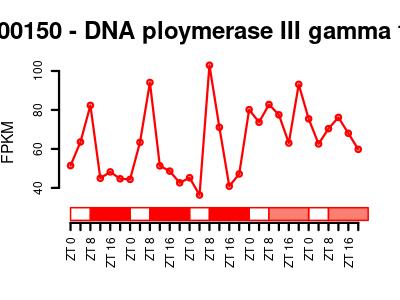 00150 - DNA ploymerase III gamma
FPKM
100
80
60
40
ZT 0
ZT 8
ZT 16
ZT 0
ZT 8
ZT 16
ZT 0
ZT 8
ZT 16
ZT 0
ZT 8
ZT 16
ZT 0
ZT 8
ZT 16